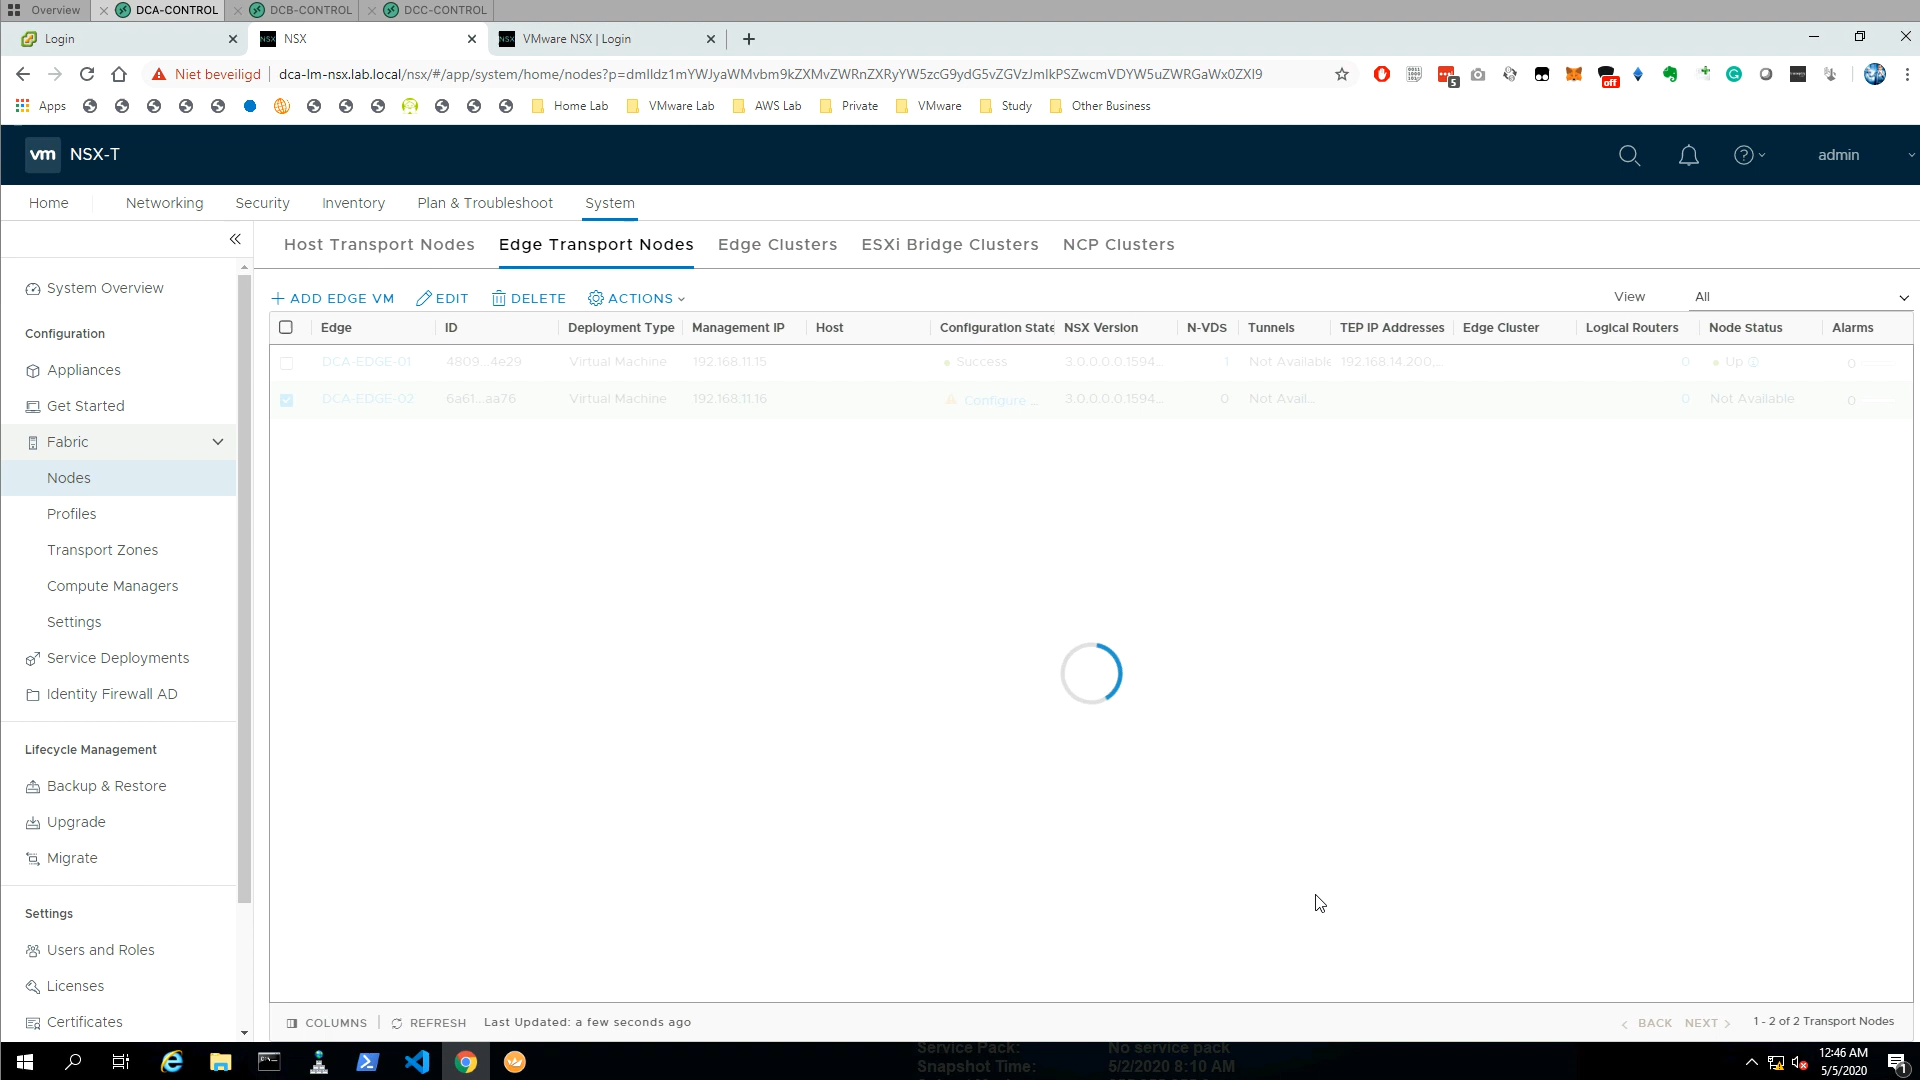 Overview DCA-CONTROL DCB-CONTROL DCC-CONTROL
Login NSX VMware NSX | Login
Niet beveiligd dca-lm-nsx.lab.local/nsx/#/app/system/home/nodes?p=dmlldz1mYWJyaWMvbm9kZXMvZWRnZXRyYW5zcG9ydG5vZGVzJmlkPSZwcmVDYW5uZWRGaWx0ZXI9
Apps Home Lab VMware Lab AWS Lab Private VMware Study Other Business
5
off
vm NSX-T admin
Home Networking Security Inventory Plan & Troubleshoot System
Host Transport Nodes Edge Transport Nodes Edge Clusters ESXi Bridge Clusters NCP Clusters
System Overview
Configuration
Appliances
Get Started
Fabric
Nodes
Profiles
Transport Zones
Compute Managers
Settings
Service Deployments
Identity Firewall AD
Lifecycle Management
Backup & Restore
Upgrade
Migrate
Settings
Users and Roles
Licenses
Certificates
+ ADD EDGE VM EDIT DELETE ACTIONS View All
Edge ID Deployment Type Management IP Host Configuration State NSX Version N-VDS Tunnels TEP IP Addresses Edge Cluster Logical Routers Node Status Alarms
DCA-EDGE-01 4809...4e29 Virtual Machine 192.168.11.15 Success 3.0.0.0.0.1594... 1 Not Available 192.168.14.200,... 0 Up 0
DCA-EDGE-02 6a61...aa76 Virtual Machine 192.168.11.16 Configure ... 3.0.0.0.0.1594... 0 Not Avail... 0 Not Available 0
COLUMNS REFRESH Last Updated: a few seconds ago BACK NEXT 1 - 2 of 2 Transport Nodes
Service Pack: No service pack
Snapshot Time: 5/2/2020 8:10 AM
12:46 AM
5/5/2020
1